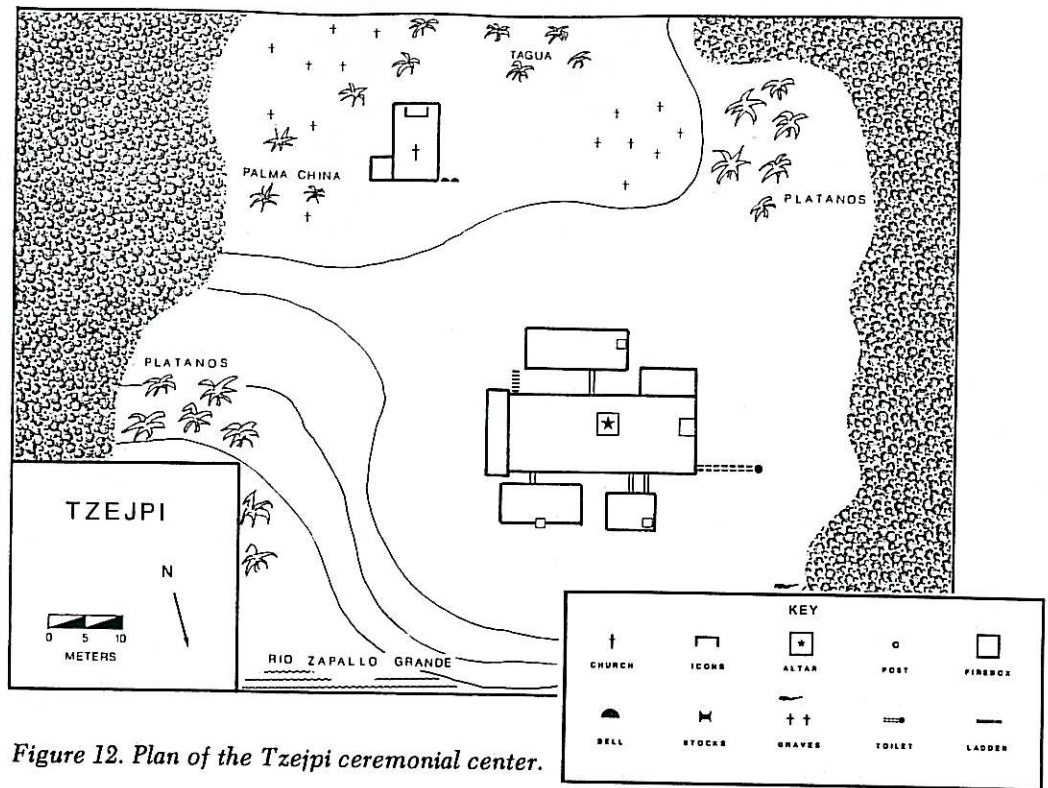 TAGUA
PALMA CHINA
PLATANOS
PLATANOS
TZEJPI
N
0 5 10
METERS
RIO ZAPALLO GRANDE
KEY
CHURCH ICONS ALTAR POST FIREBOX
BELL STOCKS GRAVES TOILET LADDER
Figure 12. Plan of the Tzejpi ceremonial center.